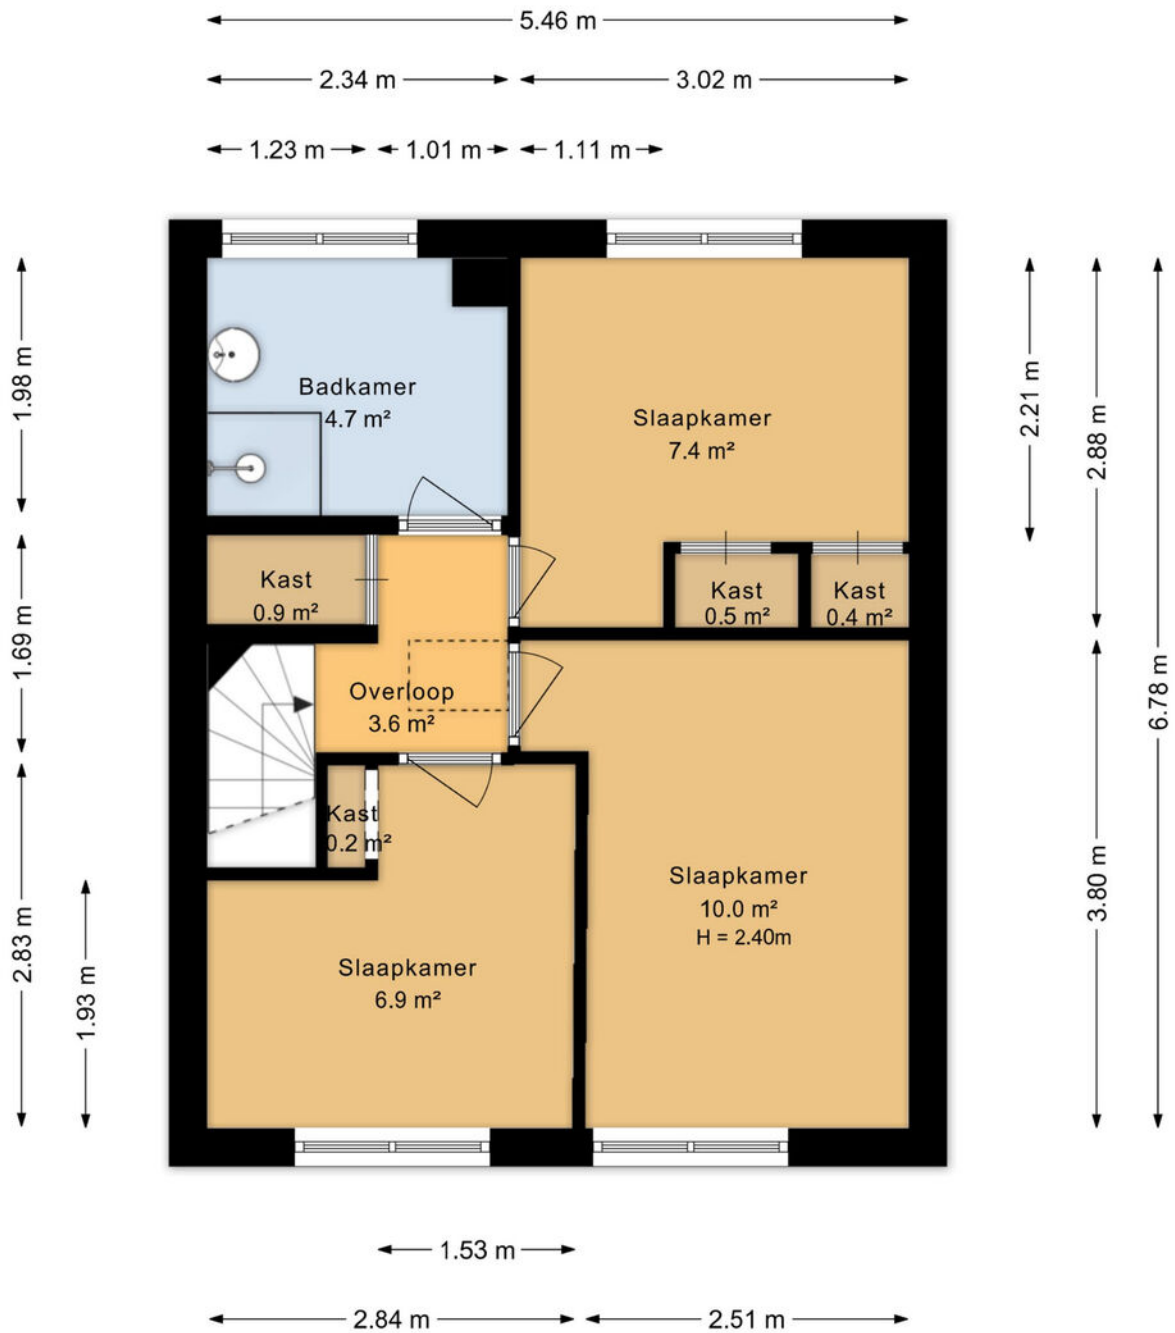 5.46 m
2.34 m
3.02 m
1.23 m
1.01 m
1.11 m
1.98 m
Badkamer
4.7 m²
Slaapkamer
7.4 m²
2.21 m
2.88 m
Kast
0.9 m²
Kast
0.5 m²
Kast
0.4 m²
1.69 m
Overloop
3.6 m²
6.78 m
Kast
0.2 m²
Slaapkamer
10.0 m²
H = 2.40m
3.80 m
2.83 m
1.93 m
Slaapkamer
6.9 m²
1.53 m
2.84 m
2.51 m